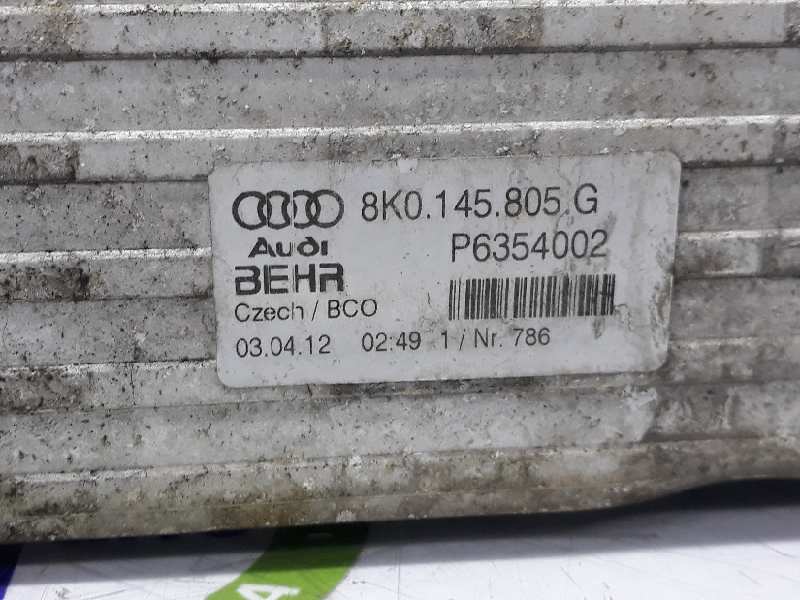 8K0.145.805.G
Audi
P6354002
BEHR
Czech / BCO
03.04.12 02:49 1 / Nr. 786
A